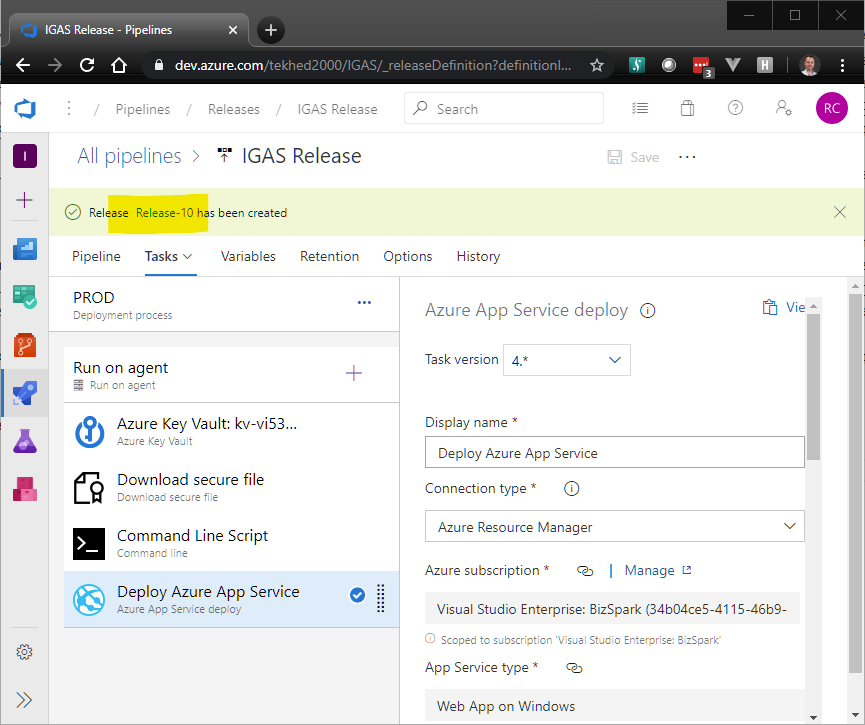 IGAS Release - Pipelines
dev.azure.com/tekhed2000/IGAS/_releaseDefinition?definitionI...
3
H
/ Pipelines / Releases / IGAS Release
Search
RC
I
All pipelines > IGAS Release
Save ...
Release Release-10 has been created
Pipeline Tasks Variables Retention Options History
PROD
Deployment process
Run on agent
Run on agent
Azure Key Vault: kv-vi53...
Azure Key Vault
Download secure file
Download secure file
Command Line Script
Command line
Deploy Azure App Service
Azure App Service deploy
Azure App Service deploy
Vie
Task version 4.*
Display name *
Deploy Azure App Service
Connection type *
Azure Resource Manager
Azure subscription * | Manage
Visual Studio Enterprise: BizSpark (34b04ce5-4115-46b9-
Scoped to subscription 'Visual Studio Enterprise: BizSpark'
App Service type *
Web App on Windows